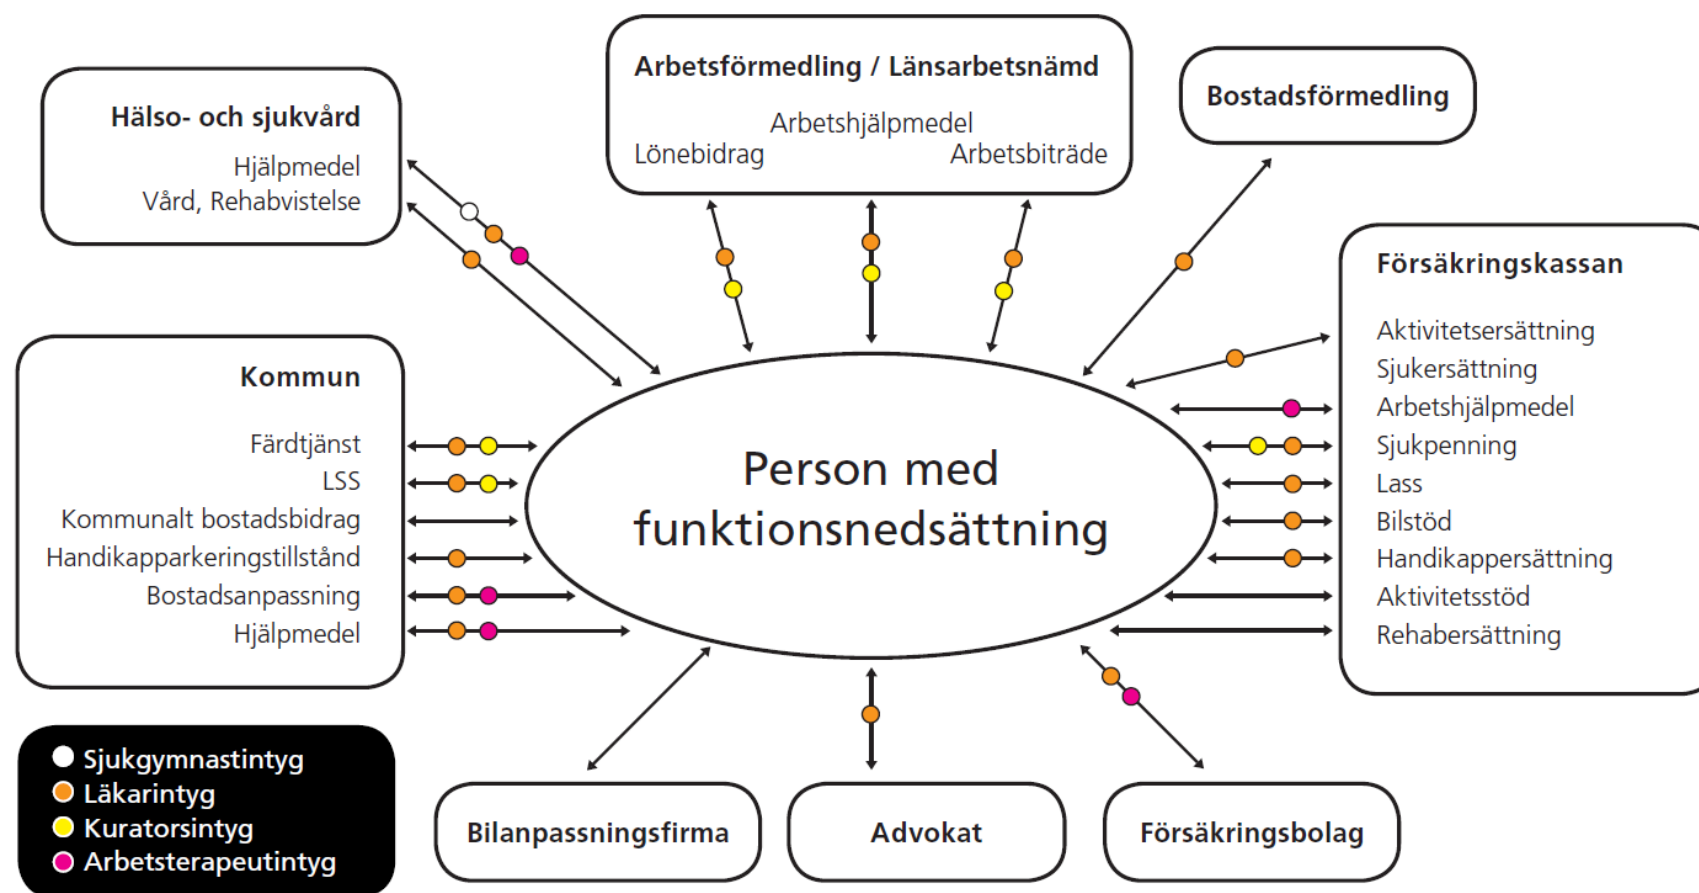 Hälso- och sjukvård
Hjälpmedel
Vård, Rehabvistelse
Arbetsförmedling / Länsarbetsnämd
Arbetshjälpmedel
Lönebidrag
Arbetsbiträde
Bostadsförmedling
Försäkringskassan
Aktivitetsersättning
Sjukersättning
Arbetshjälpmedel
Sjukpenning
Lass
Bilstöd
Handikappersättning
Aktivitetsstöd
Rehabersättning
Kommun
Färdtjänst
LSS
Kommunalt bostadsbidrag
Handikapparkeringstillstånd
Bostadsanpassning
Hjälpmedel
Person med
funktionsnedsättning
Sjukgymnastintyg
Läkarintyg
Kuratorsintyg
Arbetsterapeutintyg
Bilanpassningsfirma
Advokat
Försäkringsbolag